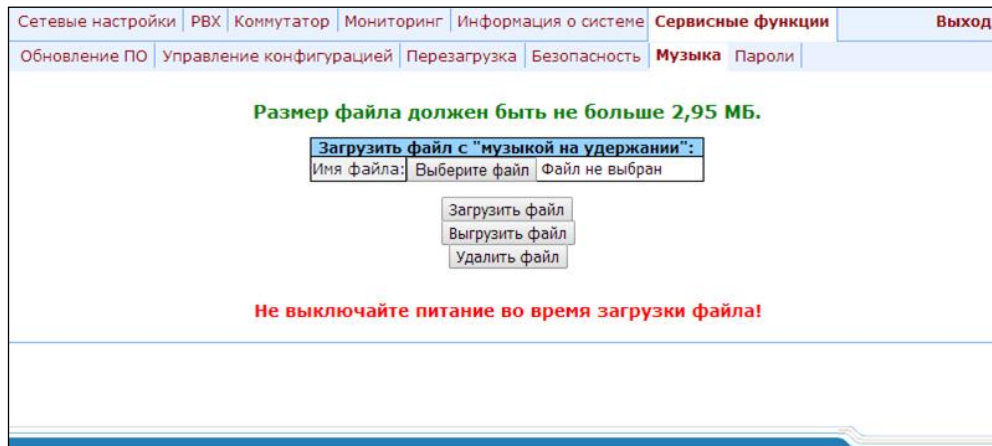 Сетевые настройки PBX Коммутатор Мониторинг Информация о системе Сервисные функции Выход
Обновление ПО Управление конфигурацией Перезагрузка Безопасность Музыка Пароли
Размер файла должен быть не больше 2,95 МБ.
Загрузить файл с "музыкой на удержании":
Имя файла: Выберите файл Файл не выбран
Загрузить файл
Выгрузить файл
Удалить файл
Не выключайте питание во время загрузки файла!